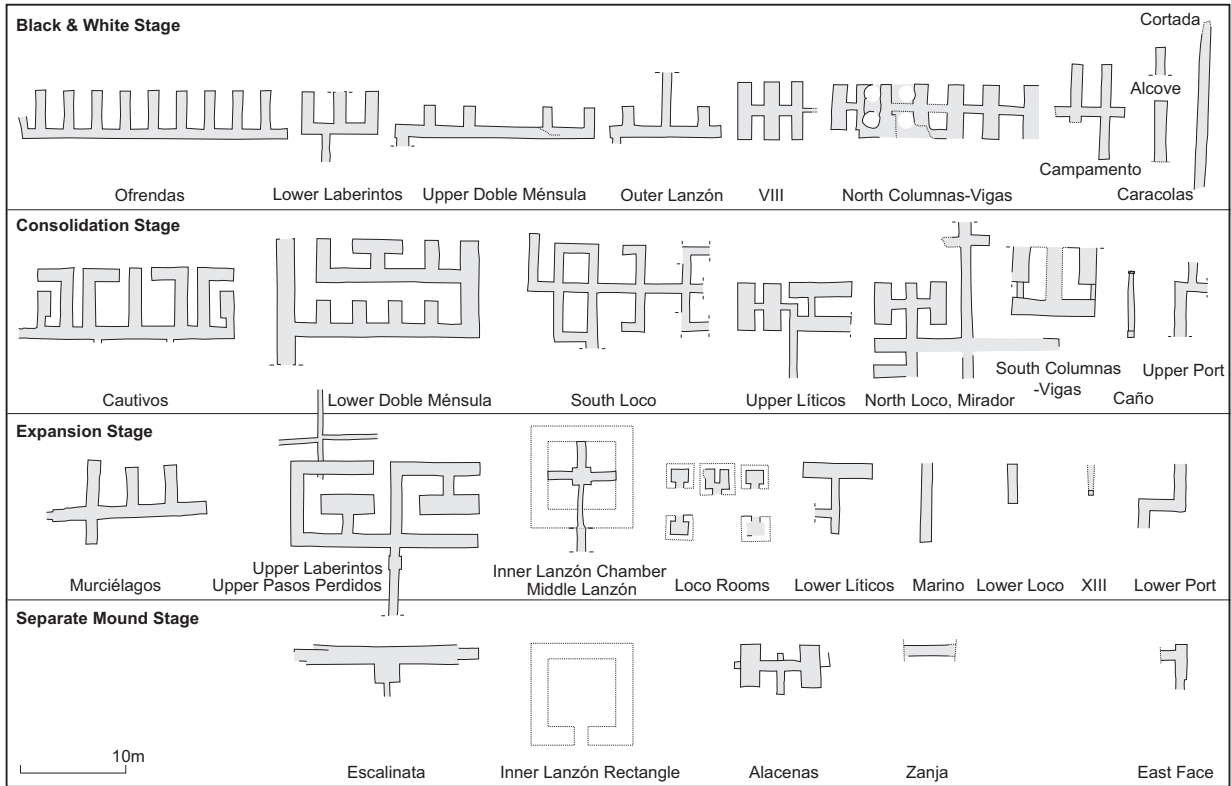 Black & White Stage
Cortada
Alcove
Campamento
Ofrendas
Lower Laberintos
Upper Doble Ménsula
Outer Lanzón
VIII
North Columnas-Vigas
Caracolas
Consolidation Stage
Cautivos
Lower Doble Ménsula
South Loco
Upper Líticos
North Loco, Mirador
South Columnas
-Vigas
Caño
Upper Port
Expansion Stage
Murciélagos
Upper Laberintos
Upper Pasos Perdidos
Inner Lanzón Chamber
Middle Lanzón
Loco Rooms
Lower Líticos
Marino
Lower Loco
XIII
Lower Port
Separate Mound Stage
10m
Escalinata
Inner Lanzón Rectangle
Alacenas
Zanja
East Face